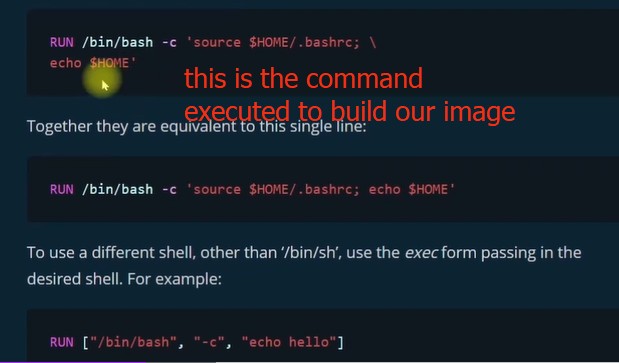 RUN /bin/bash -c 'source $HOME/.bashrc; \
echo $HOME'
this is the command
executed to build our image
Together they are equivalent to this single line:
RUN /bin/bash -c 'source $HOME/.bashrc; echo $HOME'
To use a different shell, other than ‘/bin/sh’, use the exec form passing in the
desired shell. For example:
RUN ["/bin/bash", "-c", "echo hello"]